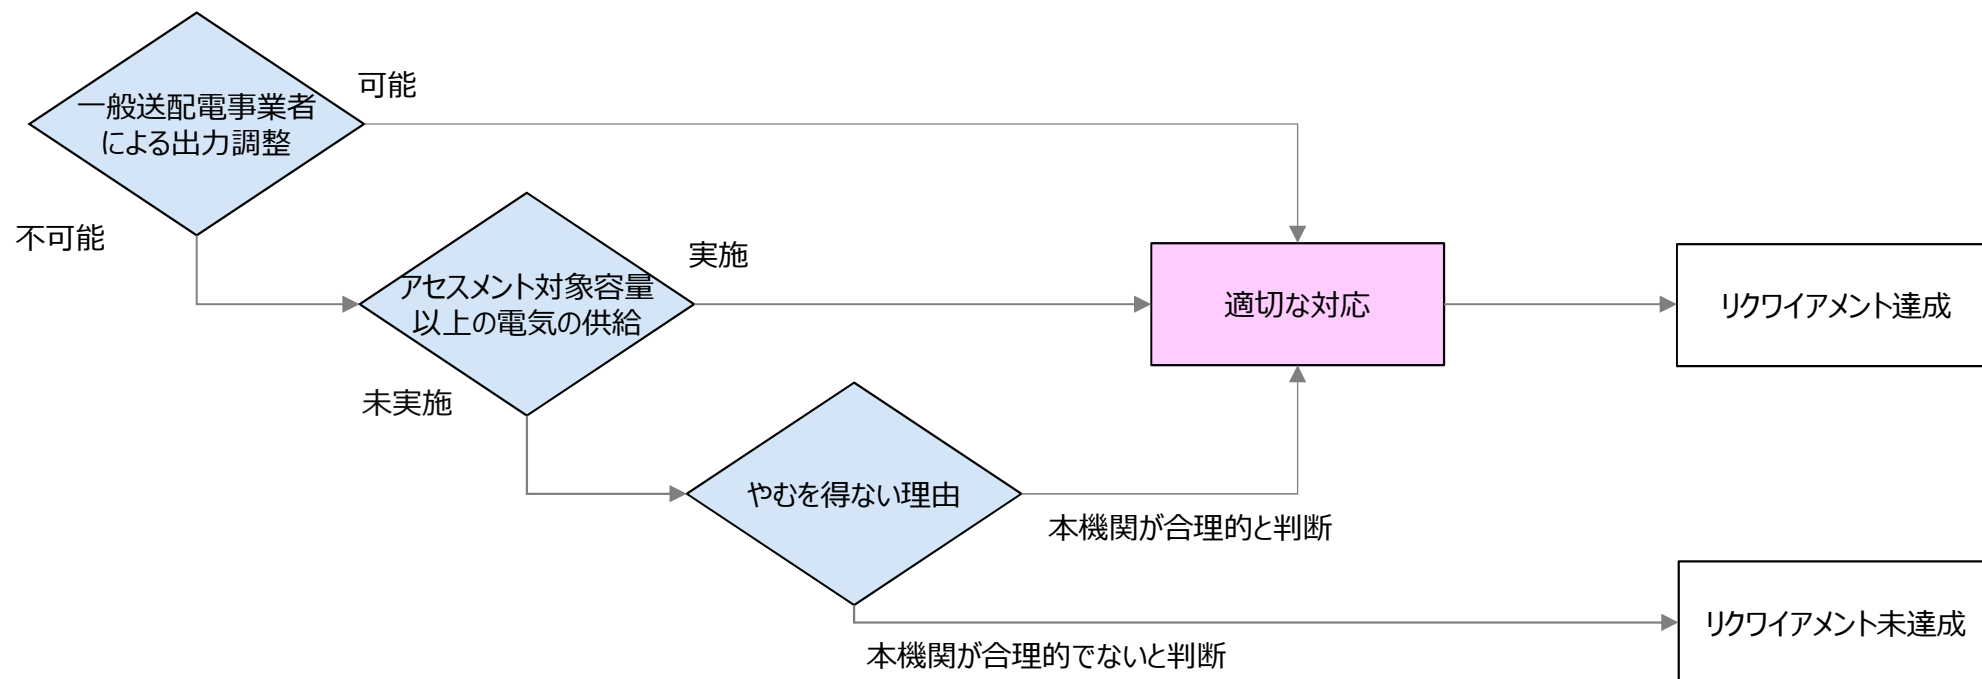 可能
一般送配電事業者
による出力調整
不可能
実施
アセスメント対象容量
以上の電気の供給
適切な対応
リクワイアメント達成
未実施
やむを得ない理由
本機関が合理的と判断
リクワイアメント未達成
本機関が合理的でないと判断